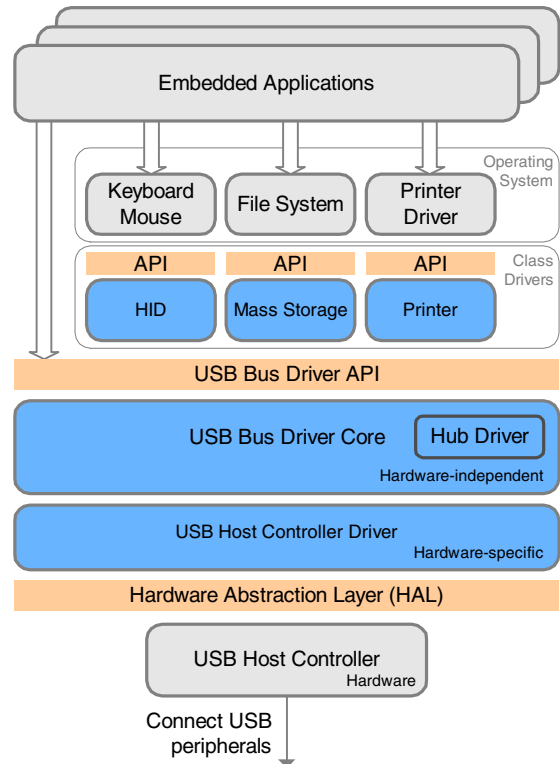 Embedded Applications
Operating
System
Keyboard
Mouse
File System
Printer
Driver
API
API
API
Class
Drivers
HID
Mass Storage
Printer
USB Bus Driver API
USB Bus Driver Core
Hub Driver
Hardware-independent
USB Host Controller Driver
Hardware-specific
Hardware Abstraction Layer (HAL)
USB Host Controller
Hardware
Connect USB
peripherals